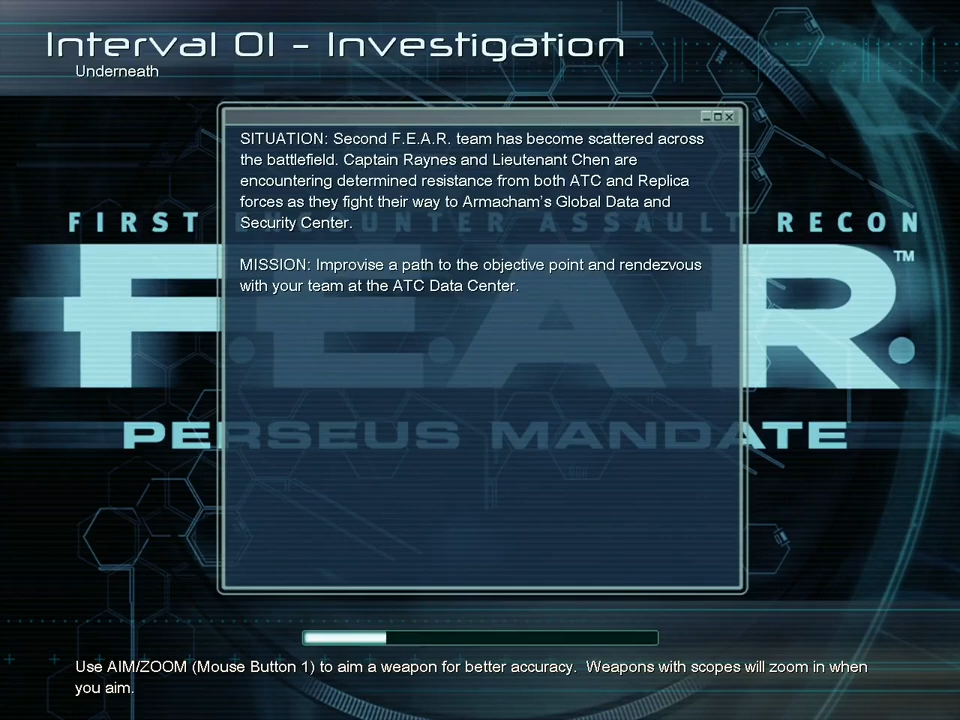 Interval 01 - Investigation
Underneath
SITUATION: Second F.E.A.R. team has become scattered across
the battlefield. Captain Raynes and Lieutenant Chen are
encountering determined resistance from both ATC and Replica
forces as they fight their way to Armacham's Global Data and
Security Center.
MISSION: Improvise a path to the objective point and rendezvous
with your team at the ATC Data Center.
FIRST ENCOUNTER ASSAULT RECON
F.E.A.R.™
PERSEUS MANDATE
Use AIM/ZOOM (Mouse Button 1) to aim a weapon for better accuracy.  Weapons with scopes will zoom in when
you aim.